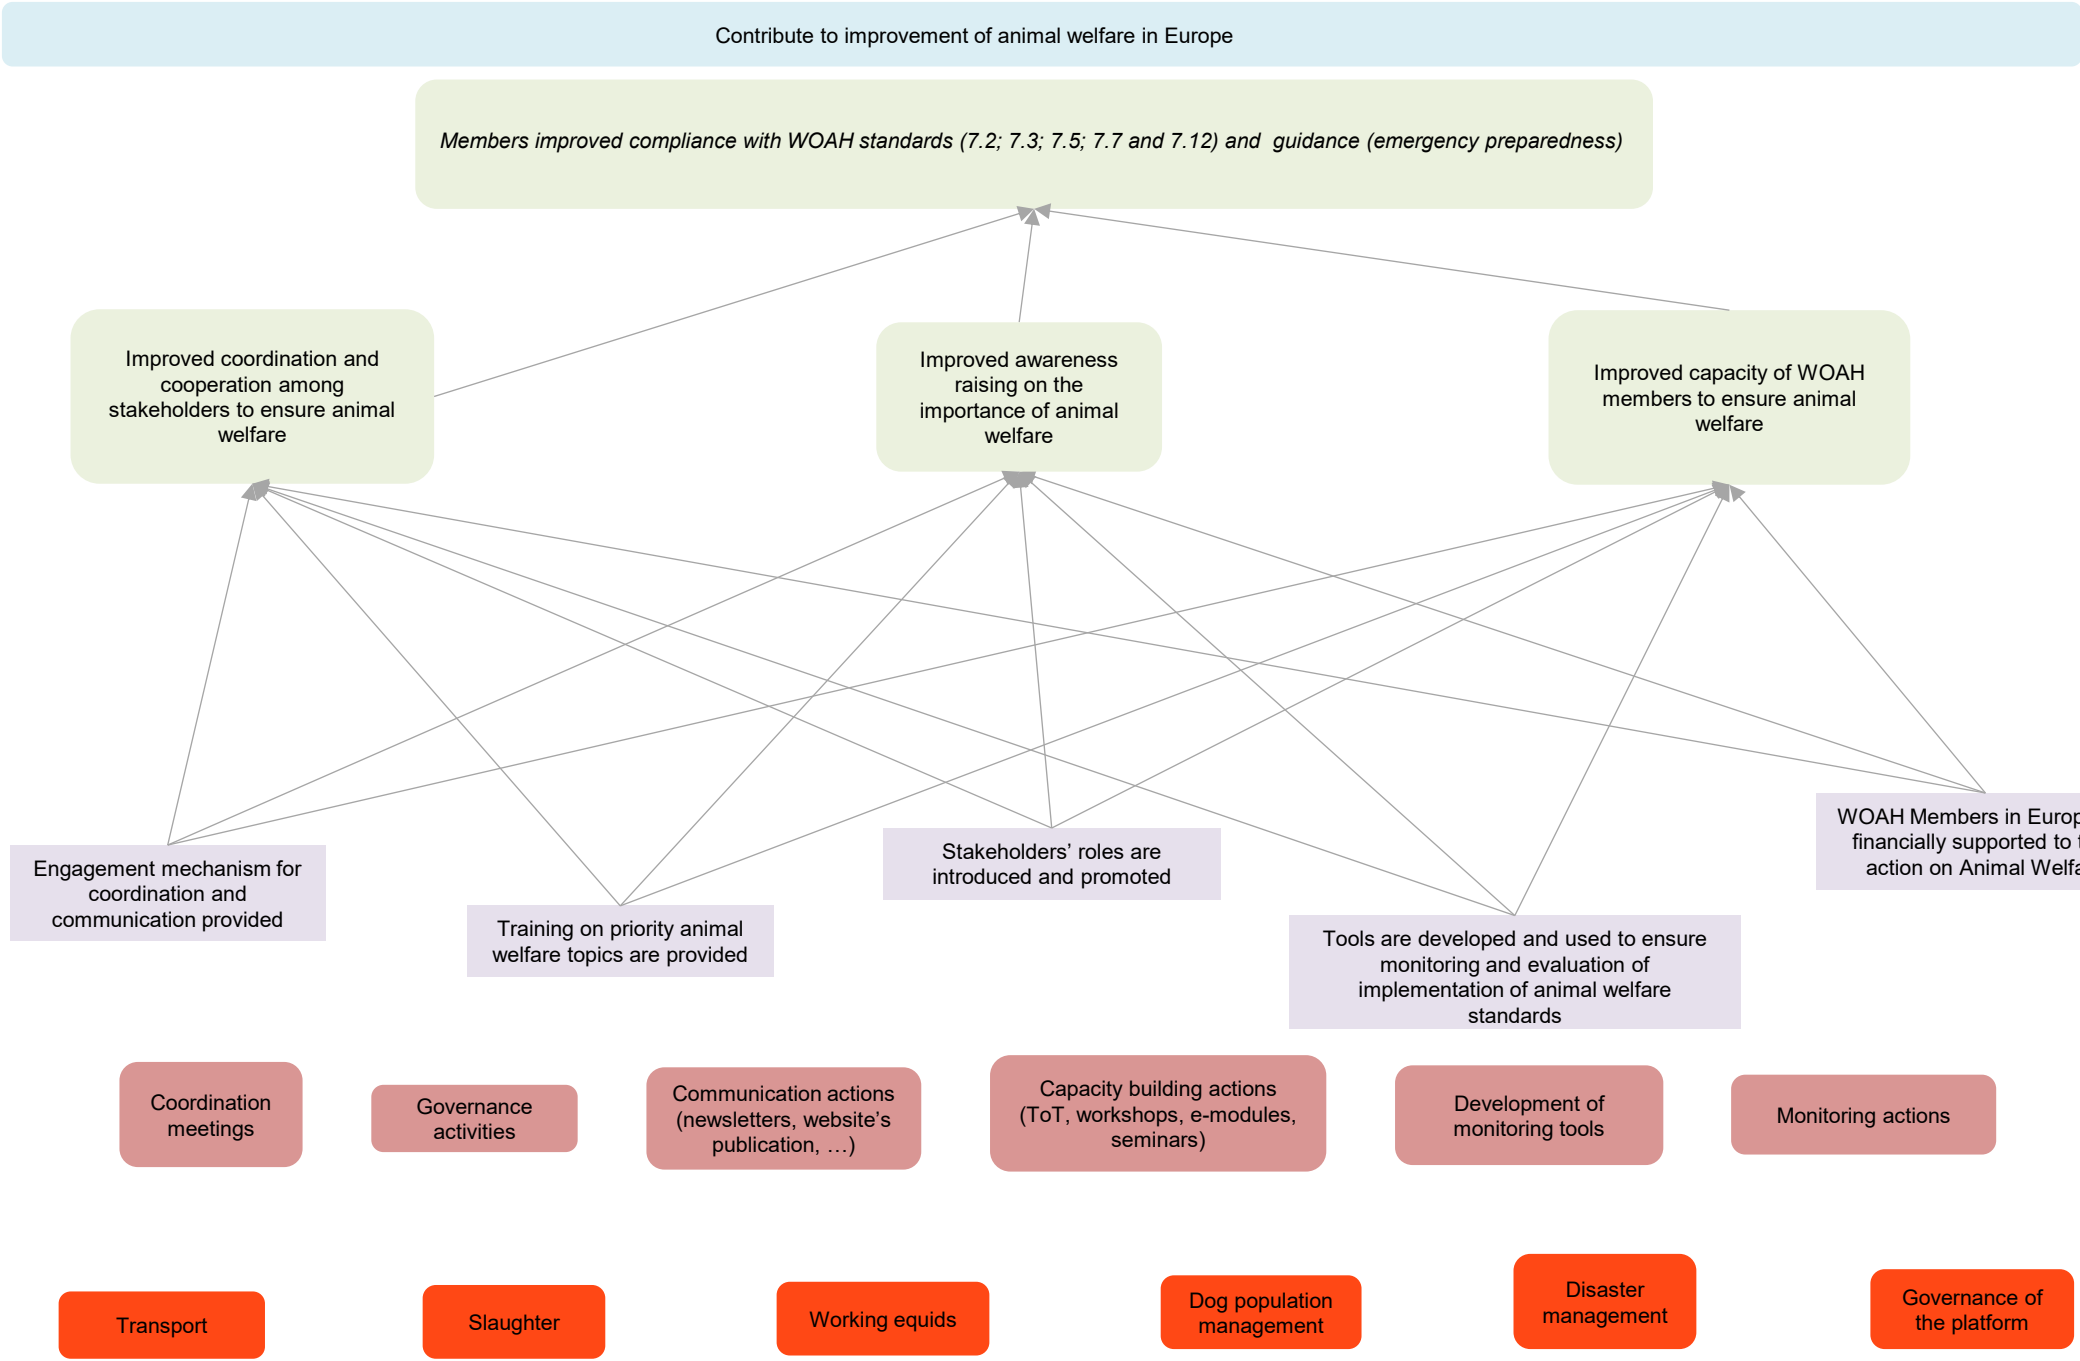 Contribute to improvement of animal welfare in Europe
Members improved compliance with WOAH standards (7.2; 7.3; 7.5; 7.7 and 7.12) and  guidance (emergency preparedness)
Improved coordination and
cooperation among
stakeholders to ensure animal
welfare
Improved awareness
raising on the
importance of animal
welfare
Improved capacity of WOAH
members to ensure animal
welfare
Engagement mechanism for
coordination and
communication provided
Training on priority animal
welfare topics are provided
Stakeholders’ roles are
introduced and promoted
Tools are developed and used to ensure
monitoring and evaluation of
implementation of animal welfare
standards
WOAH Members in
financially supported to
action on Animal
Coordination
meetings
Governance
activities
Communication actions
(newsletters, website’s
publication, …)
Capacity building actions
(ToT, workshops, e-modules,
seminars)
Development of
monitoring tools
Monitoring actions
Transport
Slaughter
Working equids
Dog population
management
Disaster
management
Governance of
the platform